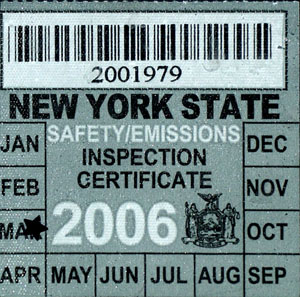 2001979
NEW YORK STATE
JAN SAFETY/EMISSIONS DEC
INSPECTION
FEB CERTIFICATE NOV
2006 OCT
APR MAY JUN JUL AUG SEP